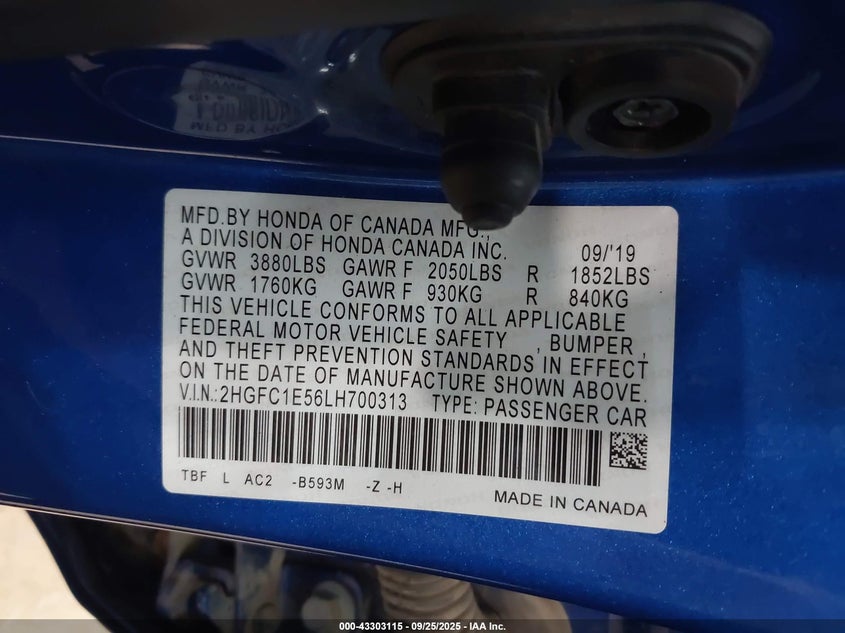 MFD.BY HONDA OF CANADA MFG.,
A DIVISION OF HONDA CANADA INC. 09/'19
GVWR 3880LBS GAWR F 2050LBS R 1852LBS
GVWR 1760KG GAWR F 930KG R 840KG
THIS VEHICLE CONFORMS TO ALL APPLICABLE
FEDERAL MOTOR VEHICLE SAFETY , BUMPER ,
AND THEFT PREVENTION STANDARDS IN EFFECT
ON THE DATE OF MANUFACTURE SHOWN ABOVE.
V.I.N.:2HGFC1E56LH700313 TYPE: PASSENGER CAR
TBF L AC2 -B593M -Z -H
MADE IN CANADA
000-43303115 - 09/25/2025 - IAA Inc.